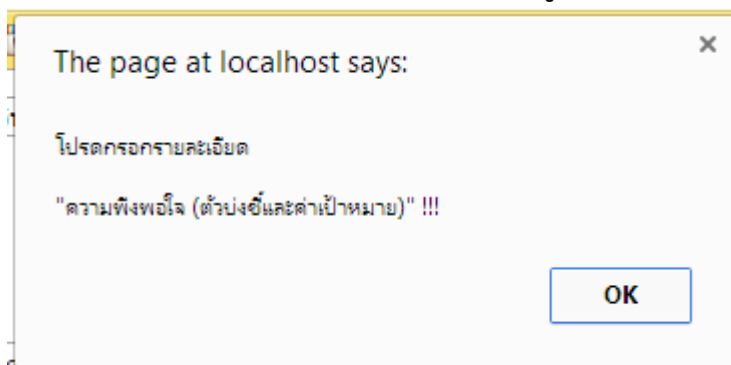 The page at localhost says:
โปรดกรอกรายละเอียด
"ความพึงพอใจ (ตัวบ่งชี้และค่าเป้าหมาย)" !!!
OK